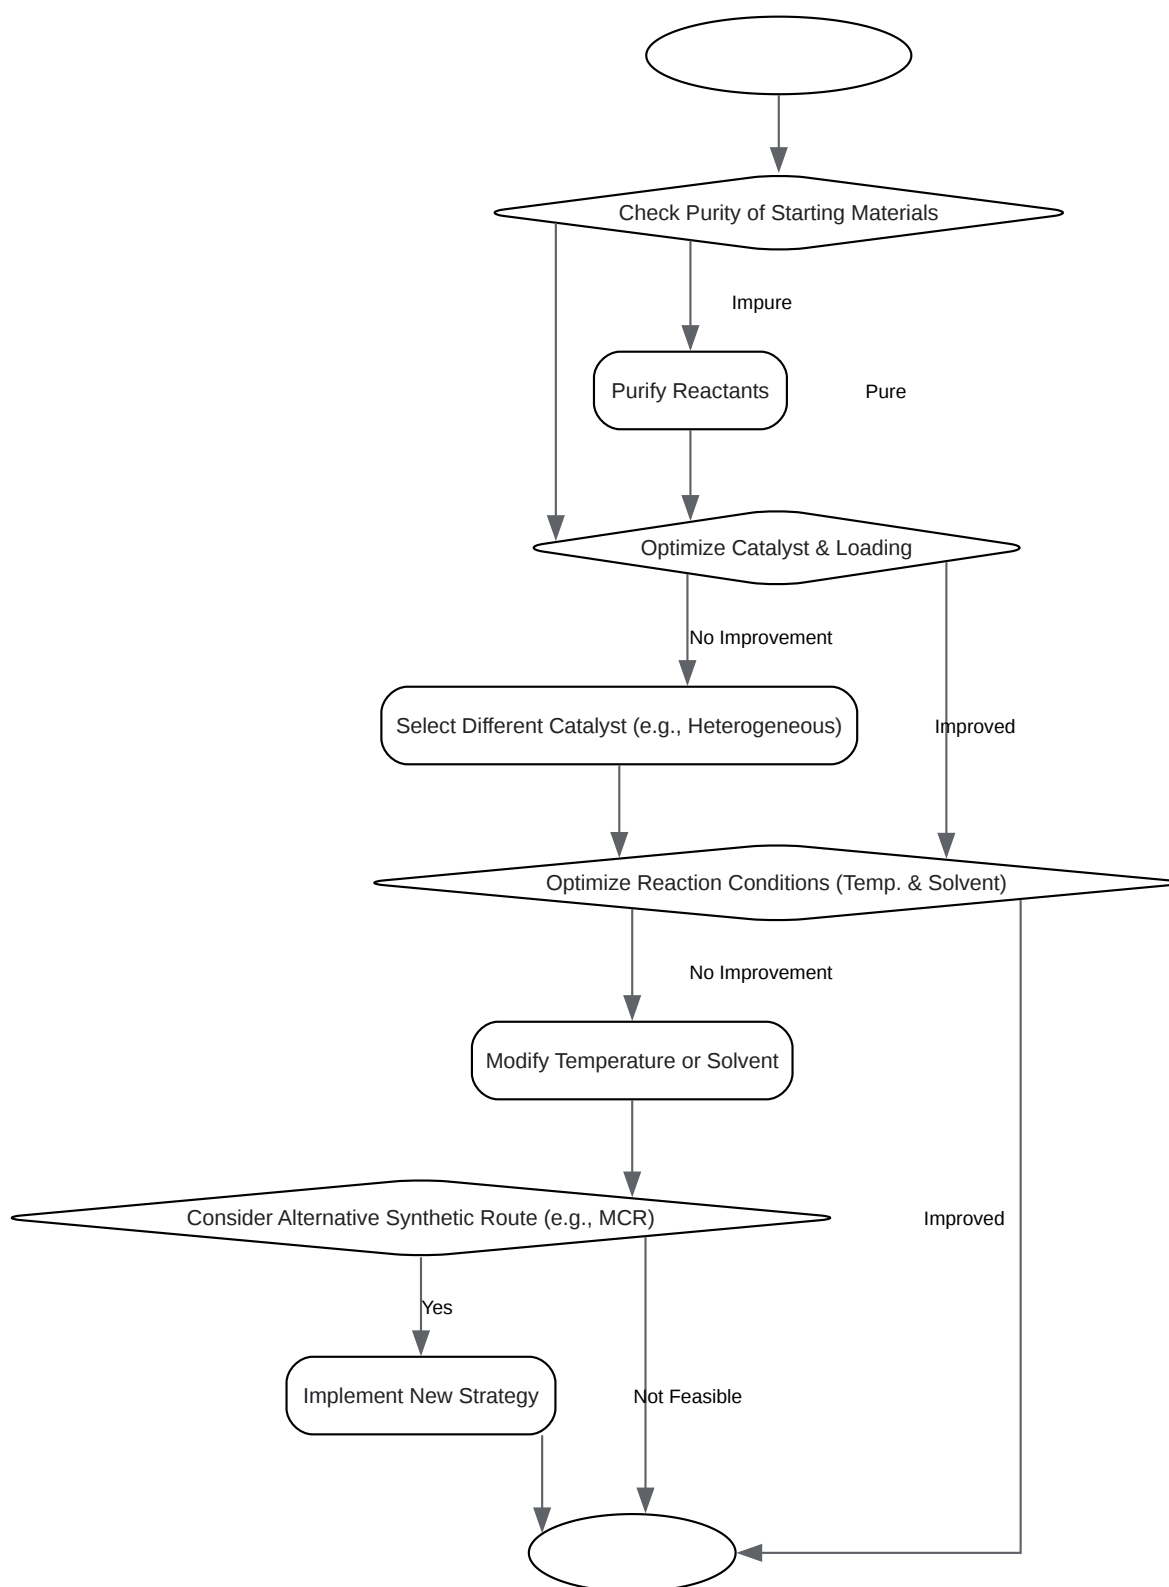 Check Purity of Starting Materials
Impure
Purify Reactants
Pure
Optimize Catalyst & Loading
No Improvement
Select Different Catalyst (e.g., Heterogeneous)
Improved
Optimize Reaction Conditions (Temp. & Solvent)
No Improvement
Modify Temperature or Solvent
Consider Alternative Synthetic Route (e.g., MCR)
Improved
Yes
Implement New Strategy
Not Feasible